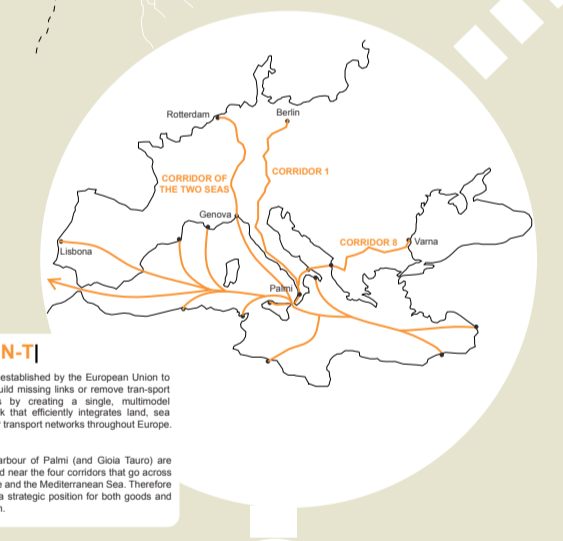 Rotterdam
Berlin
CORRIDOR OF
THE TWO SEAS
CORRIDOR 1
Genova
CORRIDOR 8
Varna
Lisbona
Palmi
N-T|
established by the European Union to
uild missing links or remove tran-sport
by creating a single, multimodel
that efficiently integrates land, sea
transport networks throughout Europe.
arbour of Palmi (and Gioia Tauro) are
d near the four corridors that go across
and the Mediterranean Sea. Therefore
a strategic position for both goods and